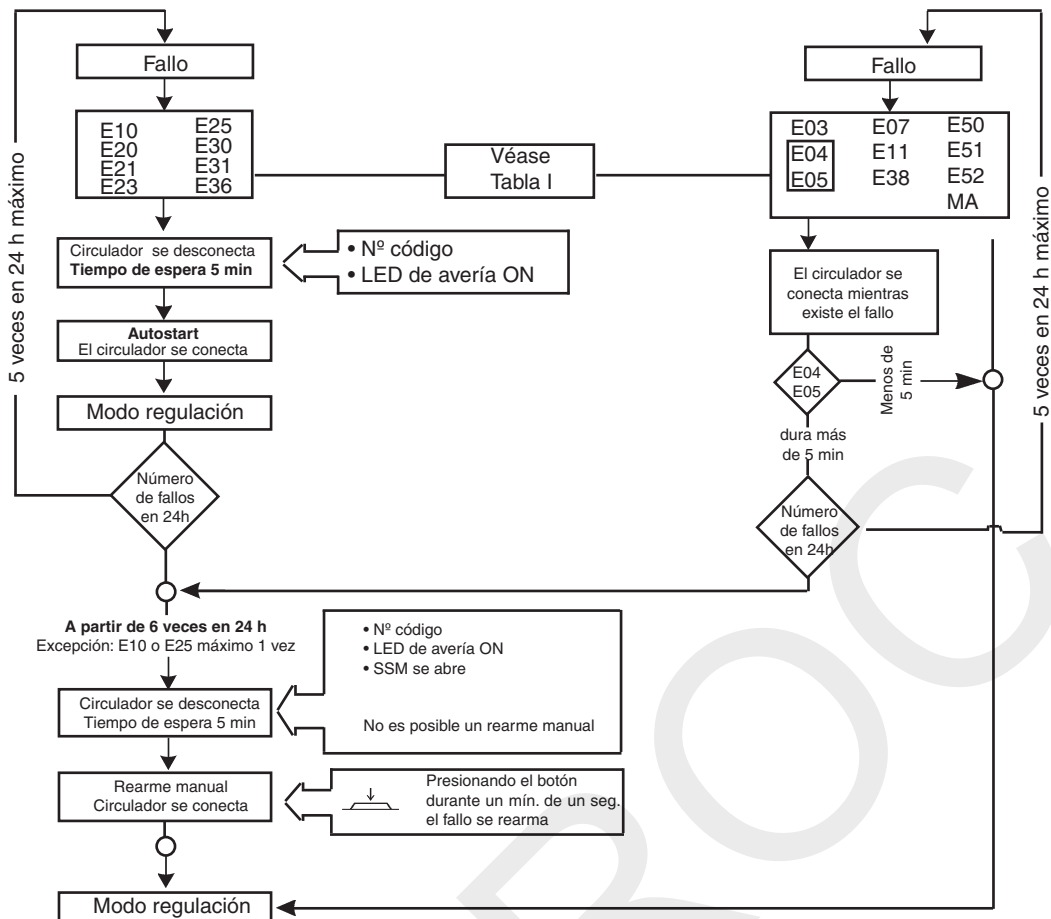 5 veces en 24 h máximo
Fallo
E10
E20
E21
E23
E25
E30
E31
E36
Véase
Tabla I
Circulador se desconecta
Tiempo de espera 5 min
• Nº código
• LED de avería ON
Autostart
El circulador se conecta
Modo regulación
Número
de fallos
en 24h
Fallo
E03
E04
E05
E07
E11
E38
E50
E51
E52
MA
El circulador se
conecta mientras
existe el fallo
E04
E05
Menos de
5 min
dura más
de 5 min
Número
de fallos
en 24h
5 veces en 24 h máximo
A partir de 6 veces en 24 h
Excepción: E10 o E25 máximo 1 vez
Circulador se desconecta
Tiempo de espera 5 min
• Nº código
• LED de avería ON
• SSM se abre
No es posible un rearme manual
Rearme manual
Circulador se conecta
Presionando el botón
durante un mín. de un seg.
el fallo se rearma
Modo regulación
ROC